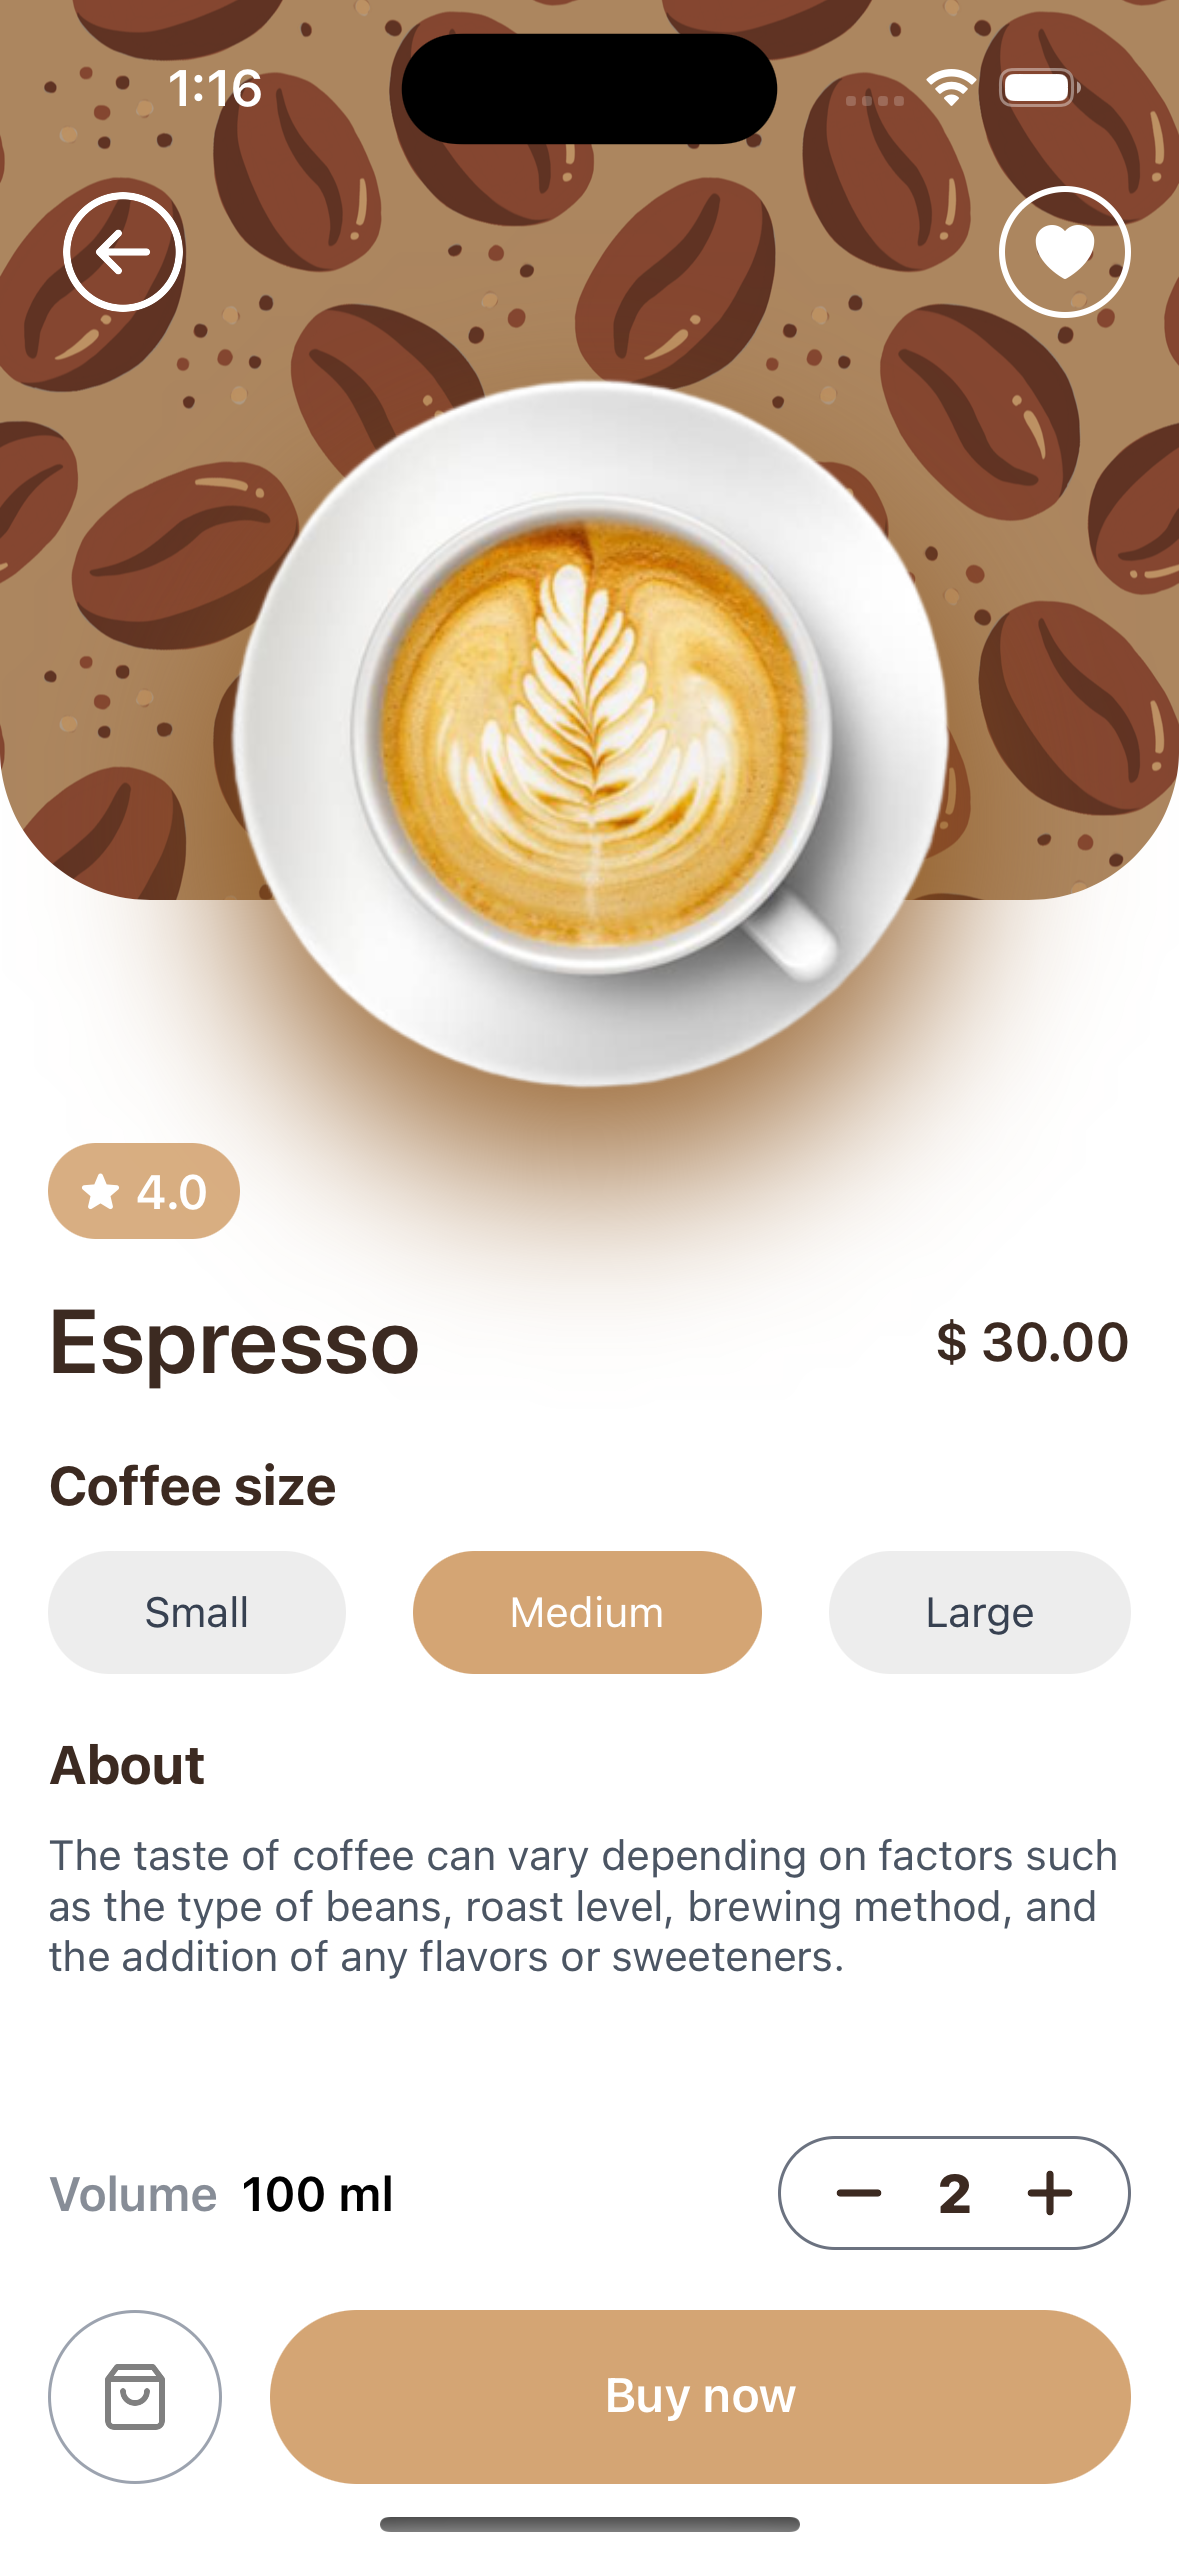 1:16
4.0
Espresso
$ 30.00
Coffee size
Small
Medium
Large
About
The taste of coffee can vary depending on factors such
as the type of beans, roast level, brewing method, and
the addition of any flavors or sweeteners.
Volume 100 ml
2
Buy now